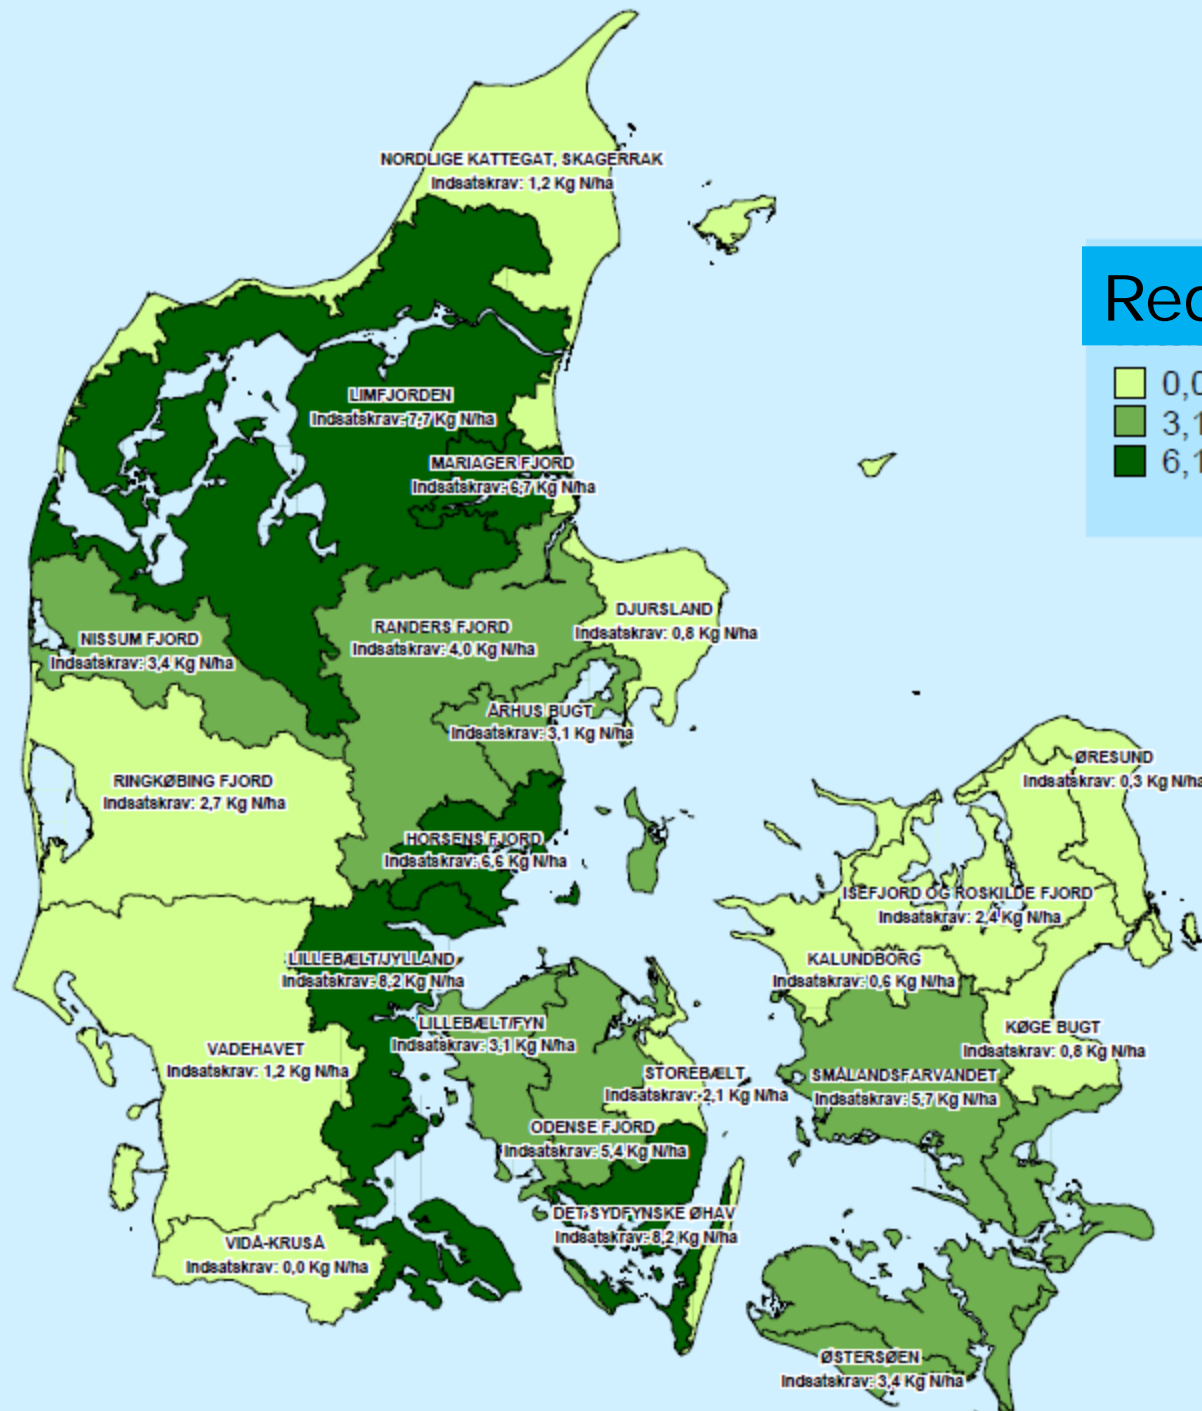 NORDLIGE KATTEGAT, SKAGERRAK
Indsatskrav: 1,2 Kg N/ha
LIMFJORDEN
Indsatskrav: 7,7 Kg N/ha
MARIAGER FJORD
Indsatskrav: 6,7 Kg N/ha
0,0
3,1
6,1
DJURSLAND
Indsatskrav: 0,8 Kg N/ha
NISSUM FJORD
Indsatskrav: 3,4 Kg N/ha
RANDERS FJORD
Indsatskrav: 4,0 Kg N/ha
ÅRHUS BUGT
Indsatskrav: 3,1 Kg N/ha
RINGKØBING FJORD
Indsatskrav: 2,7 Kg N/ha
ØRESUND
Indsatskrav: 0,3 Kg N/ha
HORSENS FJORD
Indsatskrav: 6,6 Kg N/ha
ISEFJORD OG ROSKILDE FJORD
Indsatskrav: 2,4 Kg N/ha
LILLEBÆLT/JYLLAND
Indsatskrav: 8,2 Kg N/ha
KALUNDBORG
Indsatskrav: 0,6 Kg N/ha
LILLEBÆLT/FYN
Indsatskrav: 3,1 Kg N/ha
KØGE BUGT
Indsatskrav: 0,8 Kg N/ha
VADEHAVET
Indsatskrav: 1,2 Kg N/ha
STOREBÆLT
Indsatskrav: 2,1 Kg N/ha
SMÅLANDSFARVANDET
Indsatskrav: 5,7 Kg N/ha
ODENSE FJORD
Indsatskrav: 5,4 Kg N/ha
DET SYDFYNSKE ØHAV
Indsatskrav: 8,2 Kg N/ha
VIDÅ-KRUSÅ
Indsatskrav: 0,0 Kg N/ha
ØSTERSØEN
Indsatskrav: 3,4 Kg N/ha